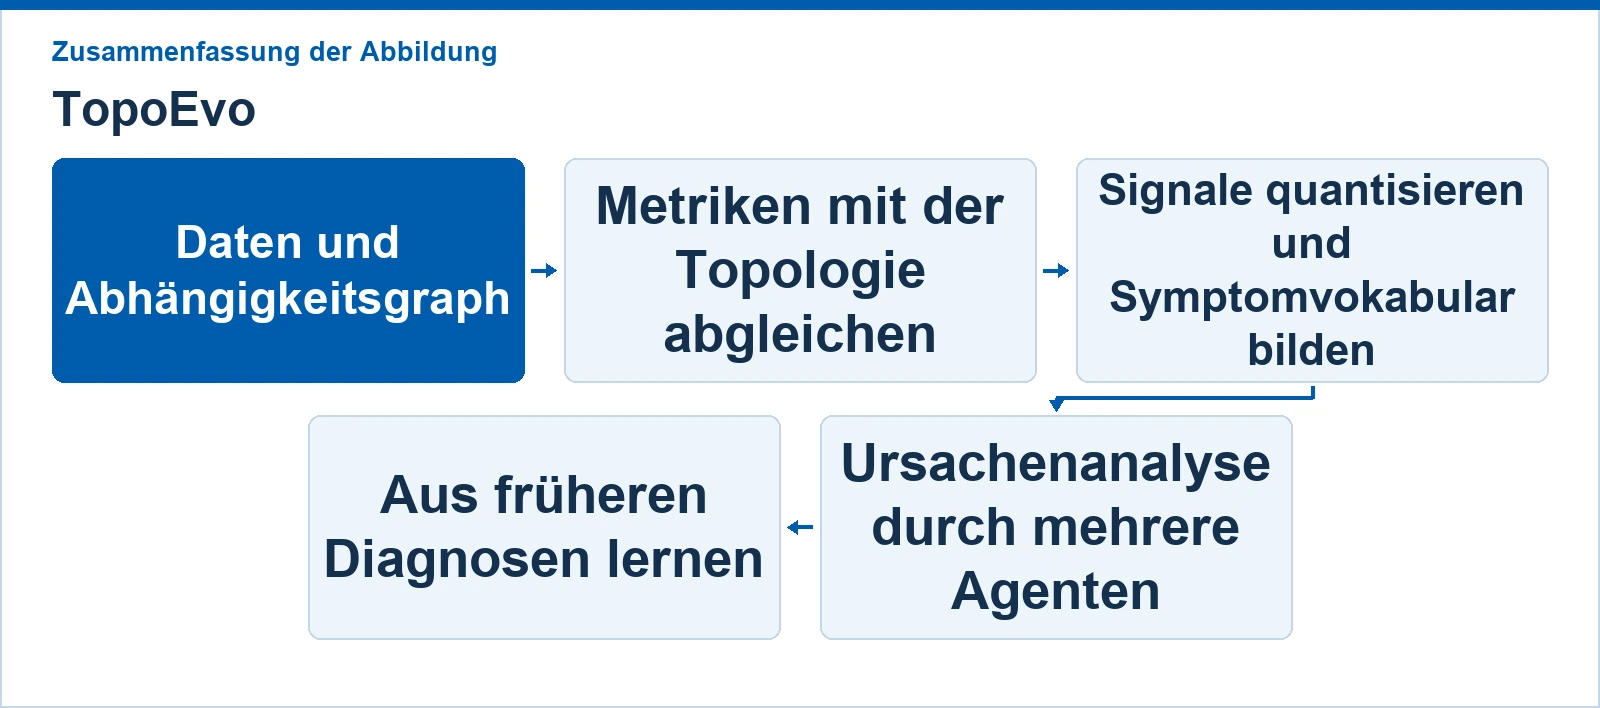 Zusammenfassung der Abbildung
TopoEvo
Daten und
Abhängigkeitsgraph
Metriken mit der
Topologie
abgleichen
Signale quantisieren
und
Symptomvokabular
bilden
Ursachenanalyse
durch mehrere
Agenten
Aus früheren
Diagnosen lernen